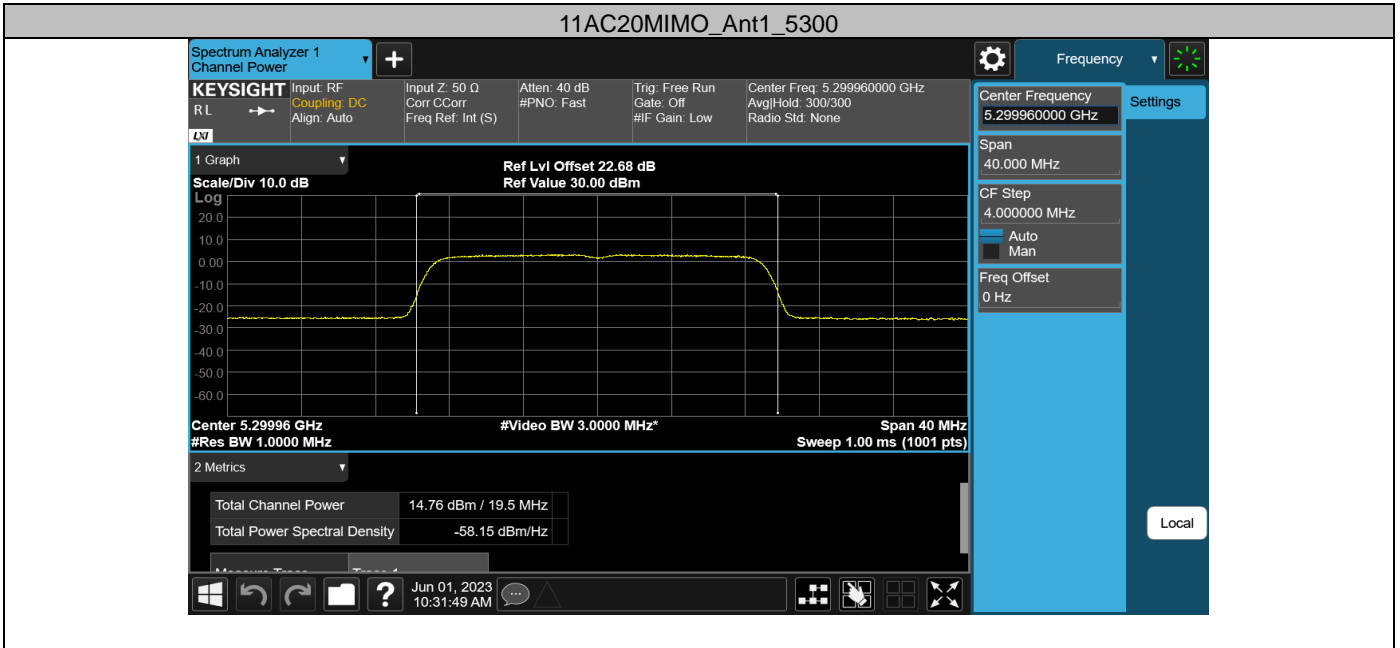 11AC20MIMO_Ant1_5300
Spectrum Analyzer 1
Channel Power
+
Frequency
KEYSIGHT
R L
LXI
Input: RF
Coupling: DC
Align: Auto
Input Z: 50 Ω
Corr CCorr
Freq Ref: Int (S)
Atten: 40 dB
#PNO: Fast
Trig: Free Run
Gate: Off
#IF Gain: Low
Center Freq: 5.299960000 GHz
Avg|Hold: 300/300
Radio Std: None
Center Frequency
5.299960000 GHz
Settings
Span
40.000 MHz
CF Step
4.000000 MHz
Auto
Man
Freq Offset
0 Hz
Local
1 Graph
Scale/Div 10.0 dB
Ref Lvl Offset 22.68 dB
Ref Value 30.00 dBm
Log
20.0
10.0
0.00
-10.0
-20.0
-30.0
-40.0
-50.0
-60.0
Center 5.29996 GHz
#Video BW 3.0000 MHz*
Span 40 MHz
#Res BW 1.0000 MHz
Sweep 1.00 ms (1001 pts)
2 Metrics
Total Channel Power 14.76 dBm / 19.5 MHz
Total Power Spectral Density -58.15 dBm/Hz
Measure Trace Trace 1
?
Jun 01, 2023
10:31:49 AM